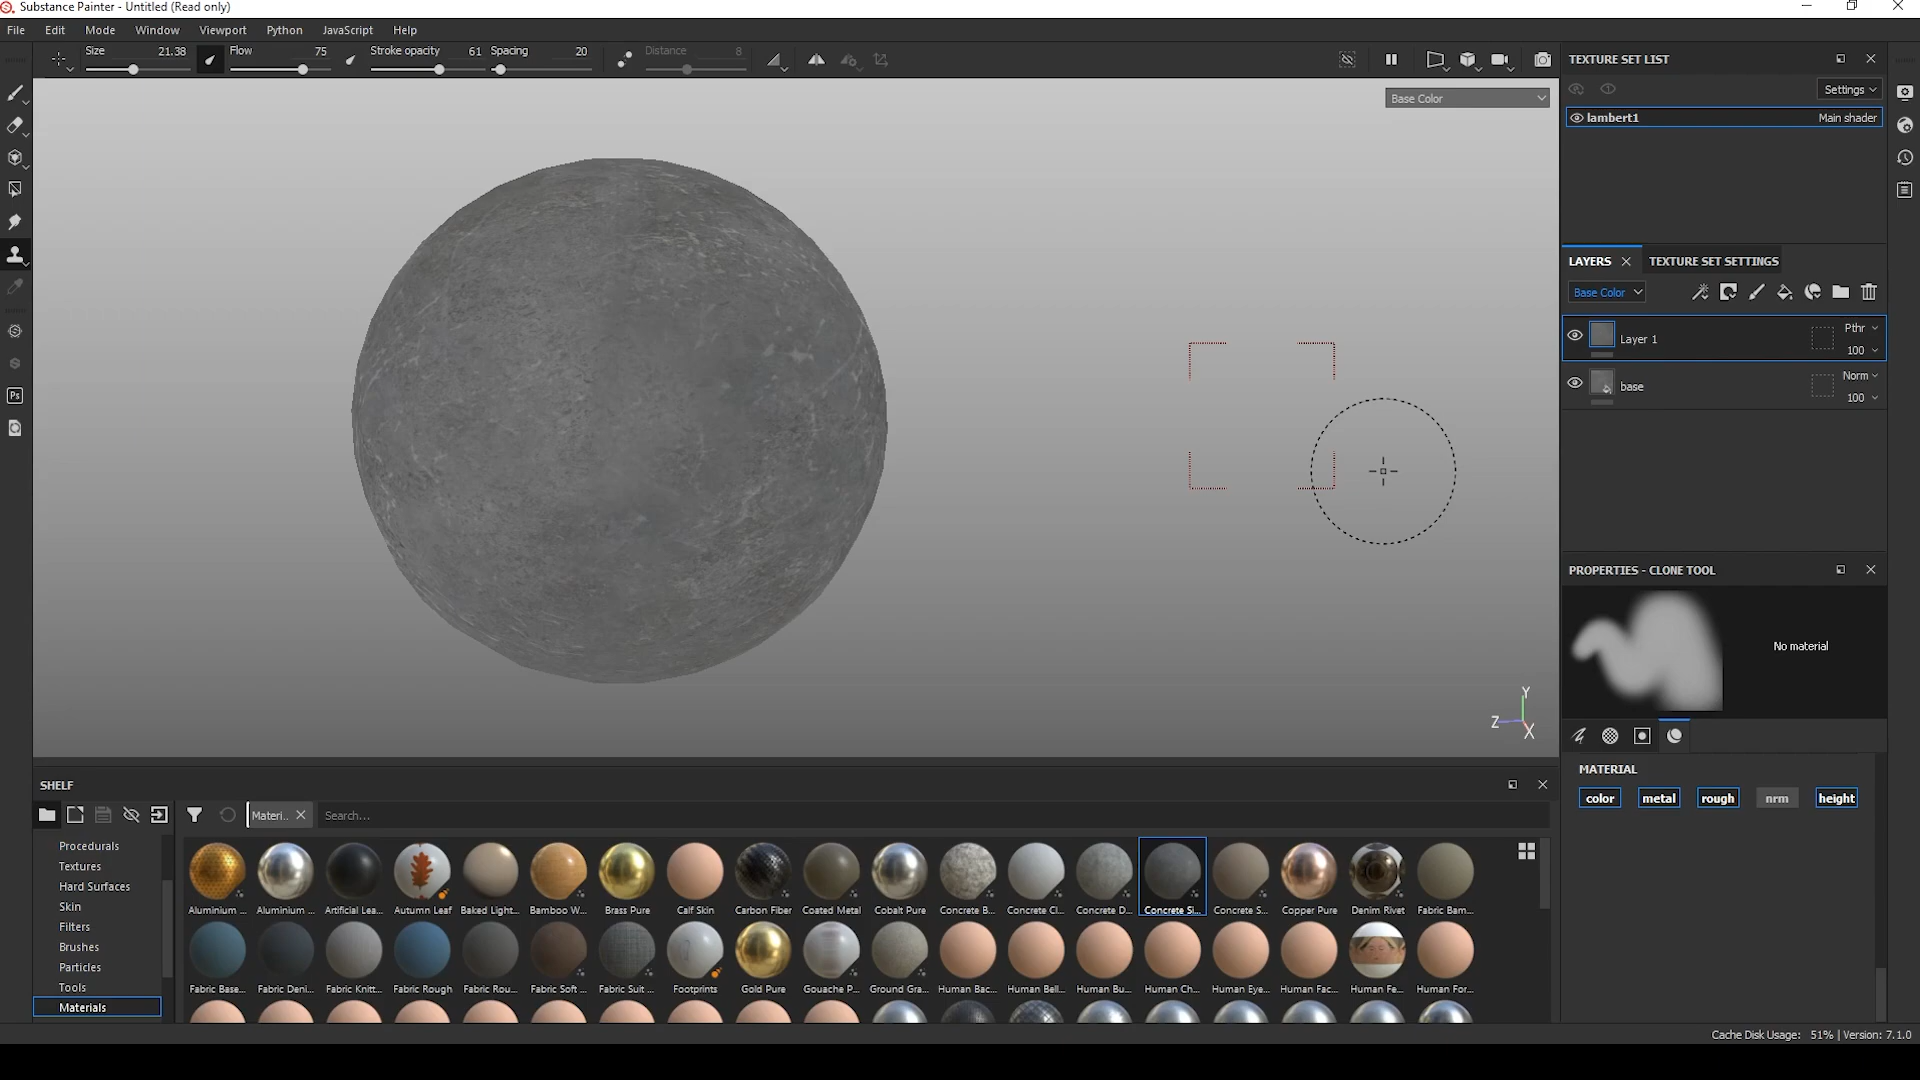 Substance Painter - Untitled (Read only)
File Edit Mode Window Viewport Python JavaScript Help
Size 21.38 Flow 75 Stroke opacity 61 Spacing 20 Distance 8
Base Color
TEXTURE SET LIST
Settings
lambert1 Main shader
LAYERS TEXTURE SET SETTINGS
Base Color
Layer 1 Pthr 100
base Norm 100
PROPERTIES - CLONE TOOL
No material
Y
Z
X
Ps
MATERIAL
color metal rough nrm height
SHELF
Materi.. Search...
Procedurals
Textures
Hard Surfaces
Skin
Filters
Brushes
Particles
Tools
Materials
Aluminium ... Aluminium ... Artificial Lea... Autumn Leaf Baked Light... Bamboo W... Brass Pure Calf Skin Carbon Fiber Coated Metal Cobalt Pure Concrete B... Concrete Cl... Concrete D... Concrete Si... Concrete S... Copper Pure Denim Rivet Fabric Bam...
Fabric Base... Fabric Deni... Fabric Knitt... Fabric Rough Fabric Rou... Fabric Soft ... Fabric Suit ... Footprints Gold Pure Gouache P... Ground Gra... Human Bac... Human Bell... Human Bu... Human Ch... Human Eye... Human Fac... Human Fe... Human For...
Cache Disk Usage: 51% | Version: 7.1.0